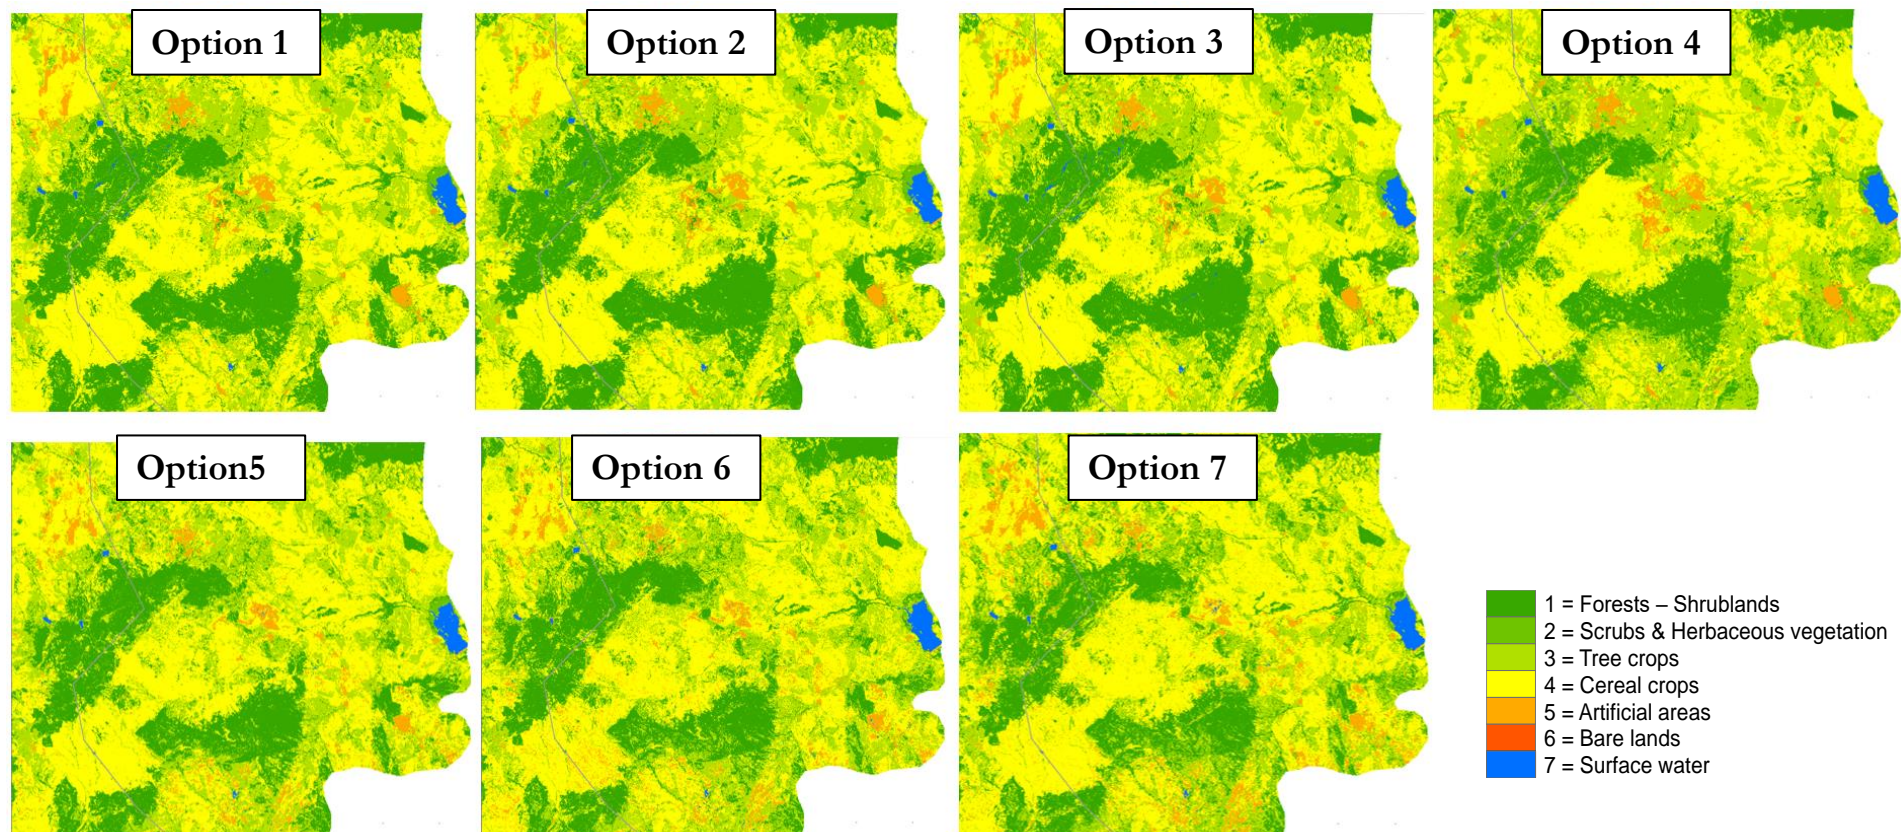 Option 1
Option 2
Option 3
Option 4
Option5
Option 6
Option 7
1 = Forests – Shrublands
2 = Scrubs & Herbaceous vegetation
3 = Tree crops
4 = Cereal crops
5 = Artificial areas
6 = Bare lands
7 = Surface water